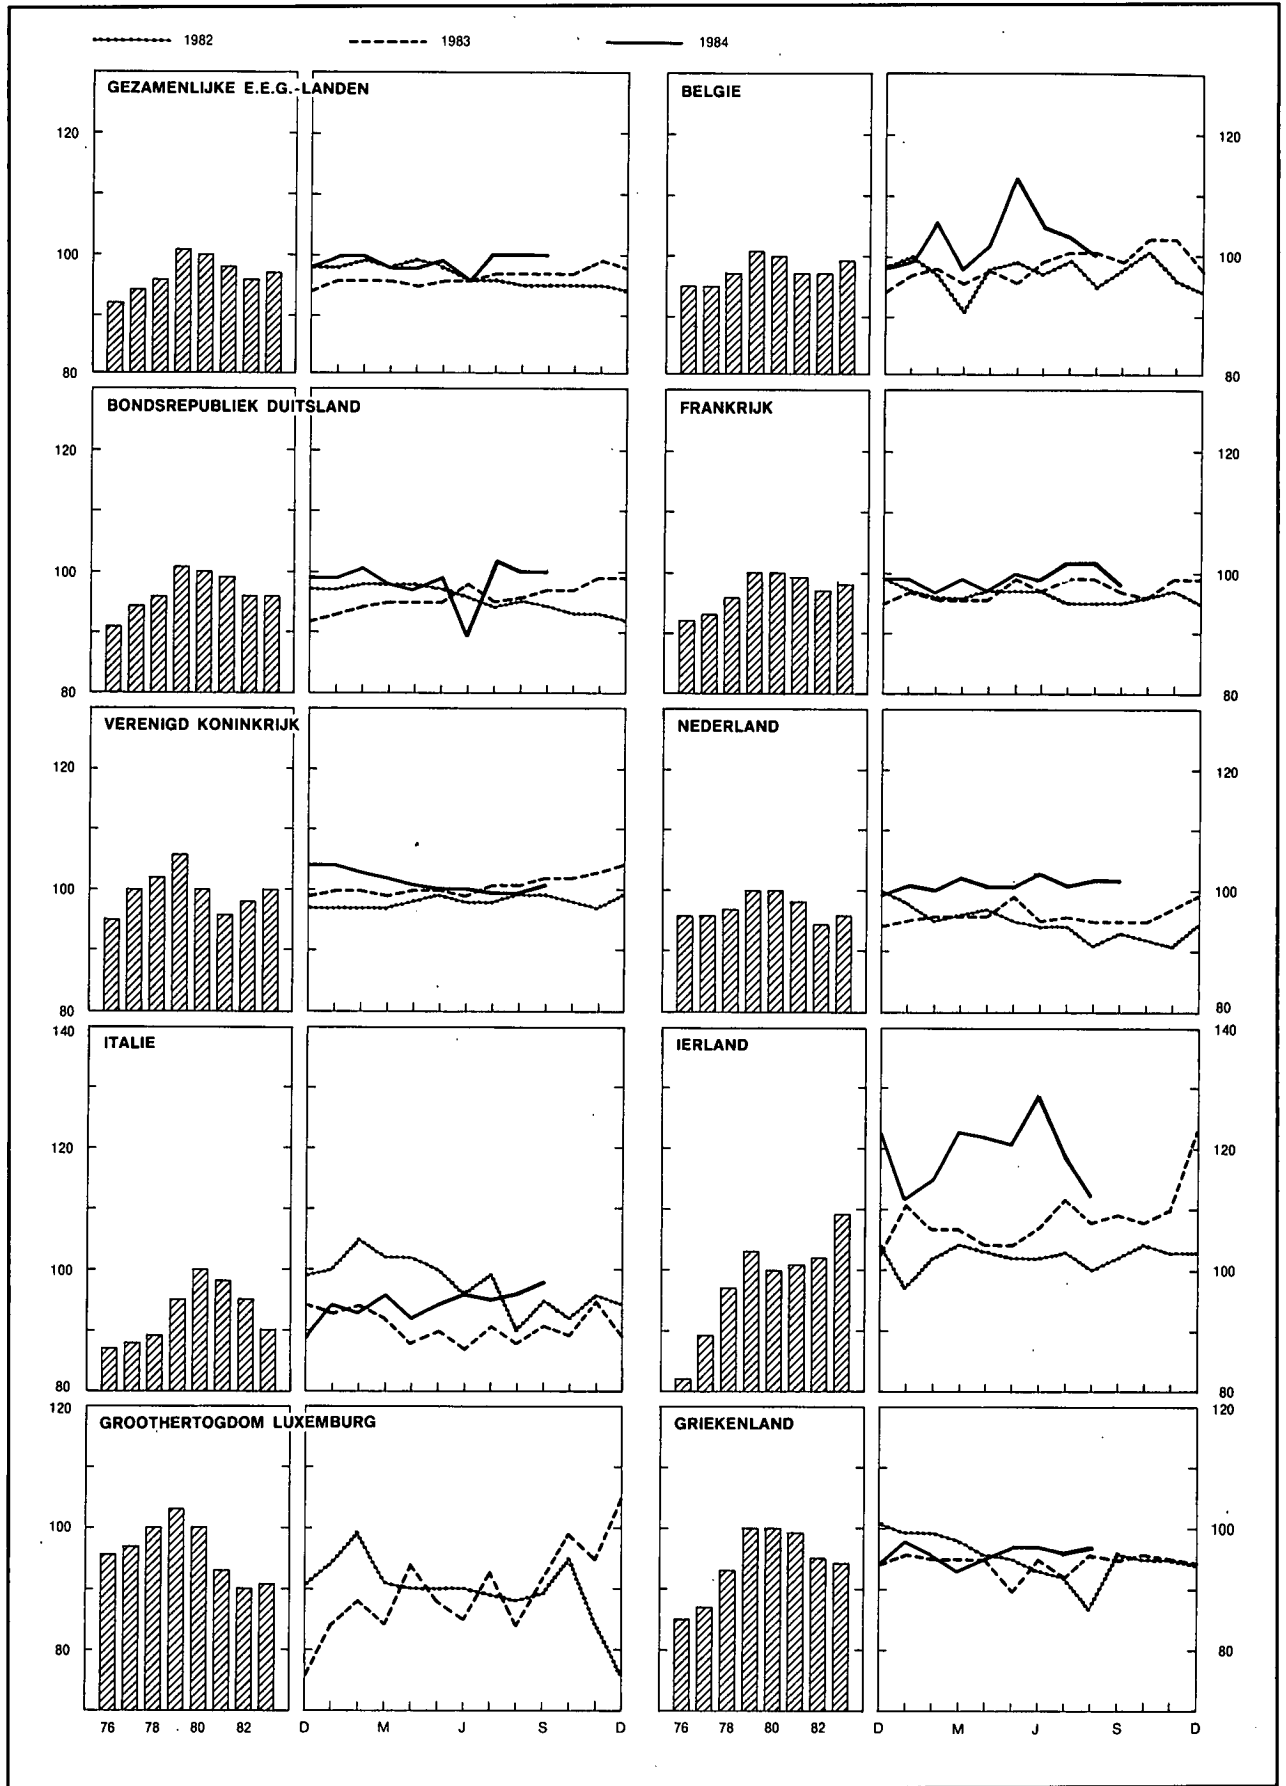 1982 1983 1984
GEZAMENLIJKE E.E.G.-LANDEN BELGIE
120 120
100 100
80 80
BONDSREPUBLIEK DUITSLAND FRANKRIJK
120 120
100 100
80 80
VERENIGD KONINKRIJK NEDERLAND
120 120
100 100
80 80
140 140
ITALIE IERLAND
120 120
100 100
80 80
120 120
GROOTHERTOGDOM LUXEMBURG GRIEKENLAND
100 100
80 80
76 78 80 82 D M J S D 76 78 80 82 D M J S D